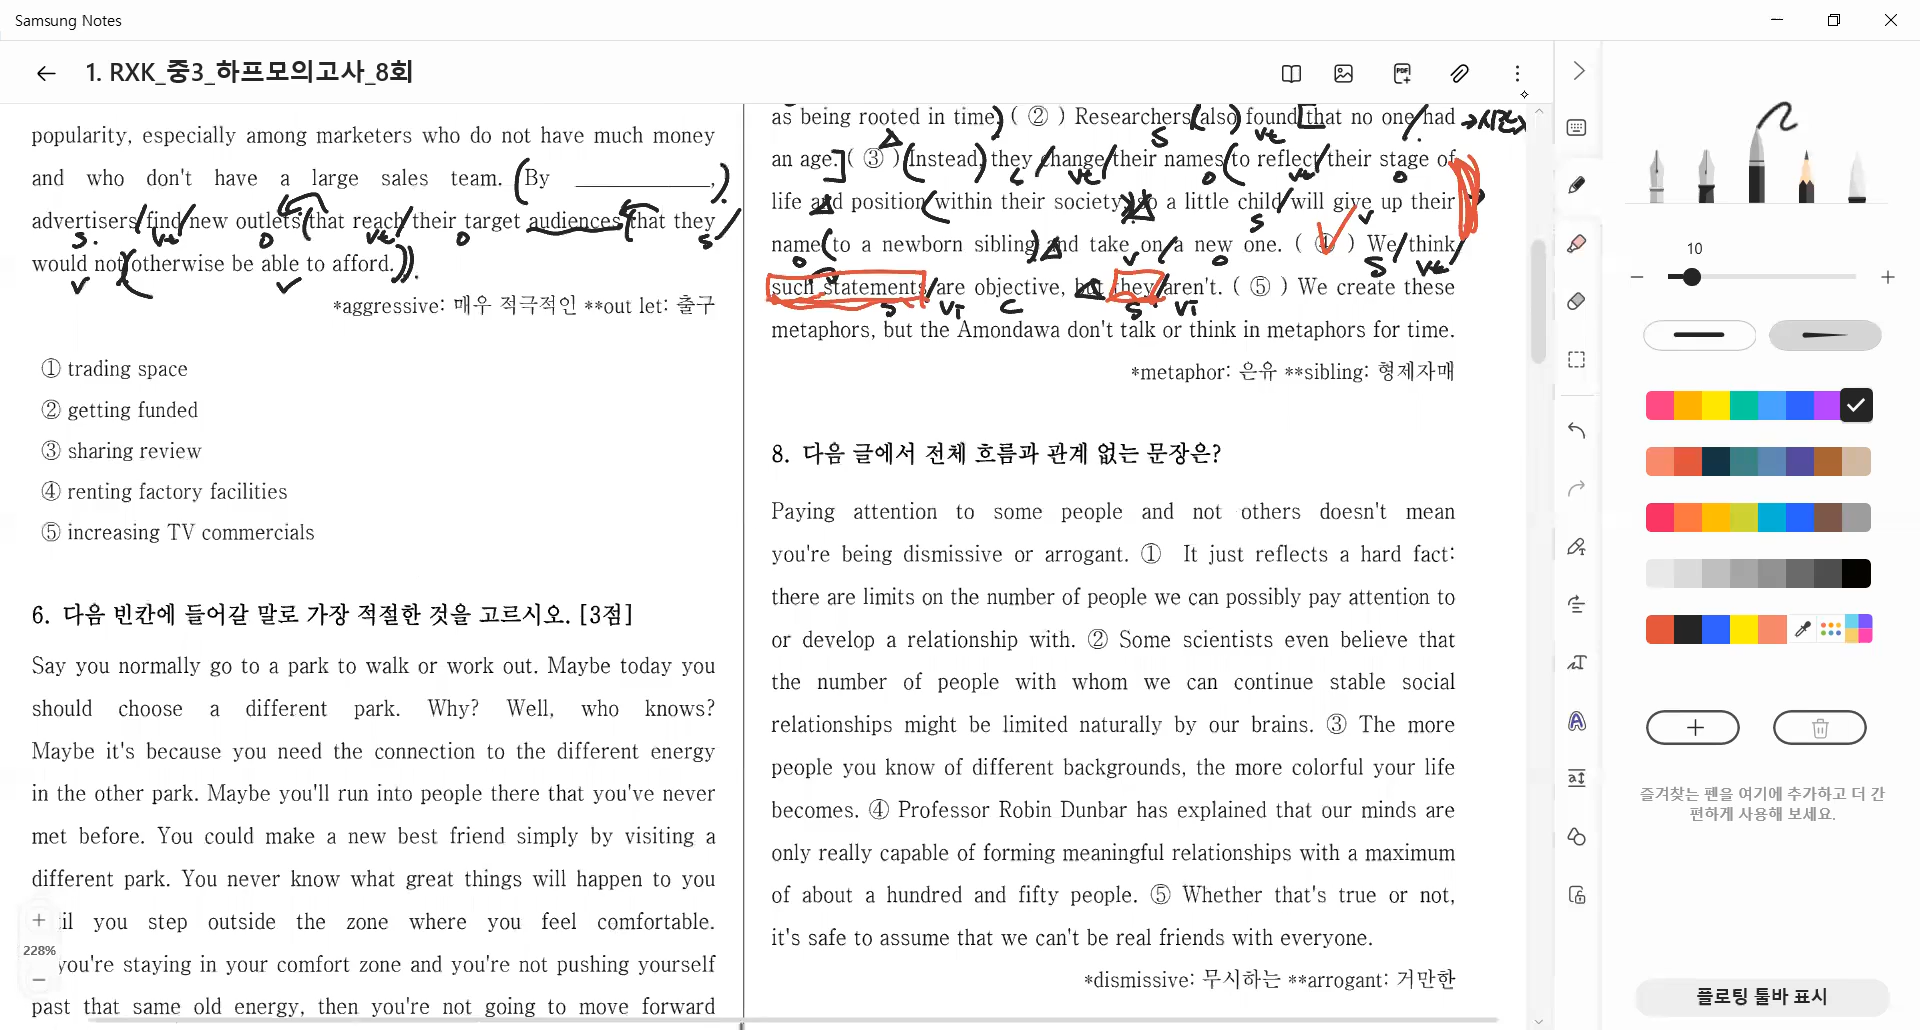 Samsung Notes
1. RXK_중3_하프모의고사_8회
popularity, especially among marketers who do not have much money
and who don't have a large sales team. By ____________,
advertisers find new outlets that reach their target audiences that they
would not otherwise be able to afford.
*aggressive: 매우 적극적인 **out let: 출구
① trading space
② getting funded
③ sharing review
④ renting factory facilities
⑤ increasing TV commercials
6. 다음 빈칸에 들어갈 말로 가장 적절한 것을 고르시오. [3점]
Say you normally go to a park to walk or work out. Maybe today you
should choose a different park. Why? Well, who knows?
Maybe it's because you need the connection to the different energy
in the other park. Maybe you'll run into people there that you've never
met before. You could make a new best friend simply by visiting a
different park. You never know what great things will happen to you
you step outside the zone where you feel comfortable.
you're staying in your comfort zone and you're not pushing yourself
past that same old energy, then you're not going to move forward
as being rooted in time. ( ② ) Researchers also found that no one had
an age. ( ③ ) Instead, they change their names to reflect their stage of
life and position within their society, so a little child will give up their
name to a newborn sibling and take on a new one. ( ④ ) We think
such statements are objective, but they aren't. ( ⑤ ) We create these
metaphors, but the Amondawa don't talk or think in metaphors for time.
*metaphor: 은유 **sibling: 형제자매
8. 다음 글에서 전체 흐름과 관계 없는 문장은?
Paying attention to some people and not others doesn't mean
you're being dismissive or arrogant. ① It just reflects a hard fact:
there are limits on the number of people we can possibly pay attention to
or develop a relationship with. ② Some scientists even believe that
the number of people with whom we can continue stable social
relationships might be limited naturally by our brains. ③ The more
people you know of different backgrounds, the more colorful your life
becomes. ④ Professor Robin Dunbar has explained that our minds are
only really capable of forming meaningful relationships with a maximum
of about a hundred and fifty people. ⑤ Whether that's true or not,
it's safe to assume that we can't be real friends with everyone.
*dismissive: 무시하는 **arrogant: 거만한
228%
10
즐겨찾는 펜을 여기에 추가하고 더 간
편하게 사용해 보세요.
플로팅 툴바 표시